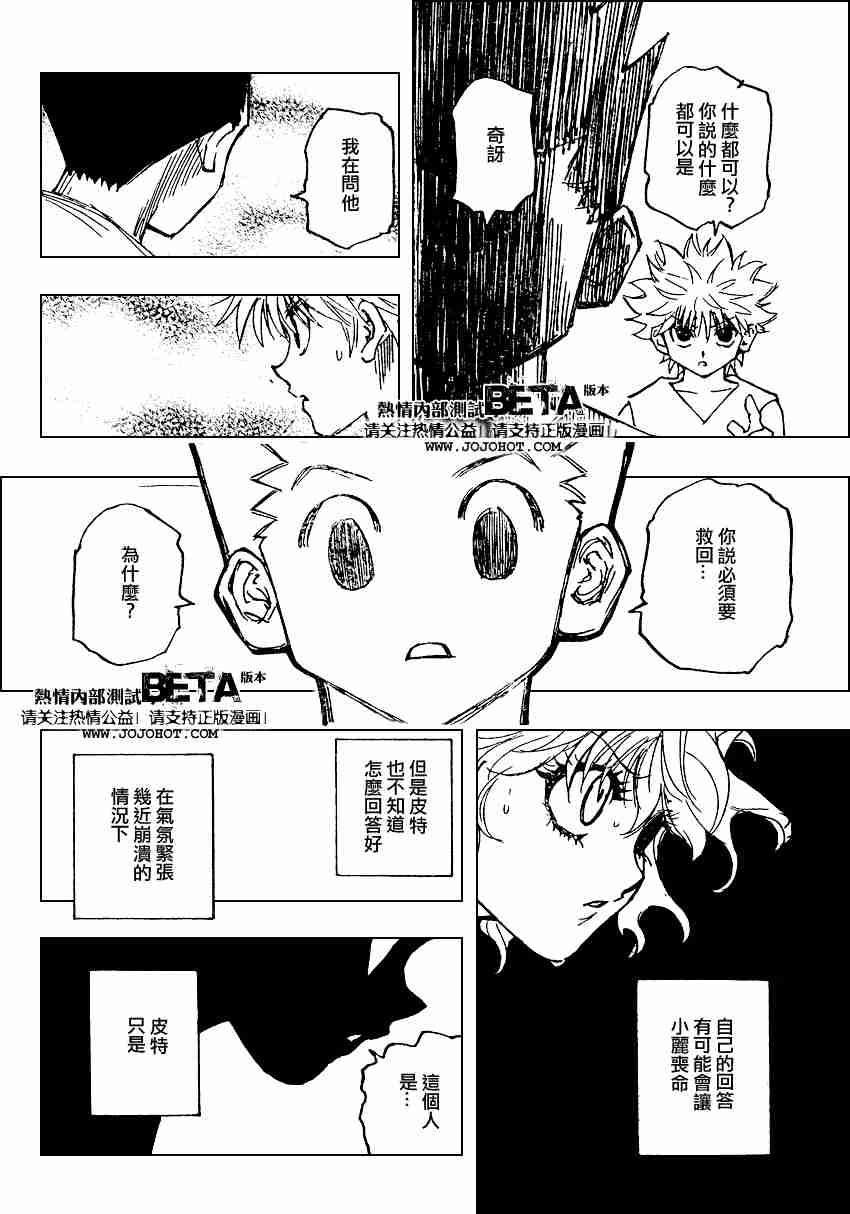 什麼都可以？
你說的什麼
都可以是
奇訝
我在問他
熱情內部測試BETA版本
请关注热情公益| 请支持正版漫画|
WWW.JOJOHOT.COM
你說必須要
救回…
為什麼？
熱情內部測試BETA版本
请关注热情公益| 请支持正版漫画|
WWW.JOJOHOT.COM
自己的回答
有可能會讓
小麗喪命
但是皮特
也不知道
怎麼回答好
在氣氛緊張
幾近崩潰的
情況下
這個人
是…
皮特
只是